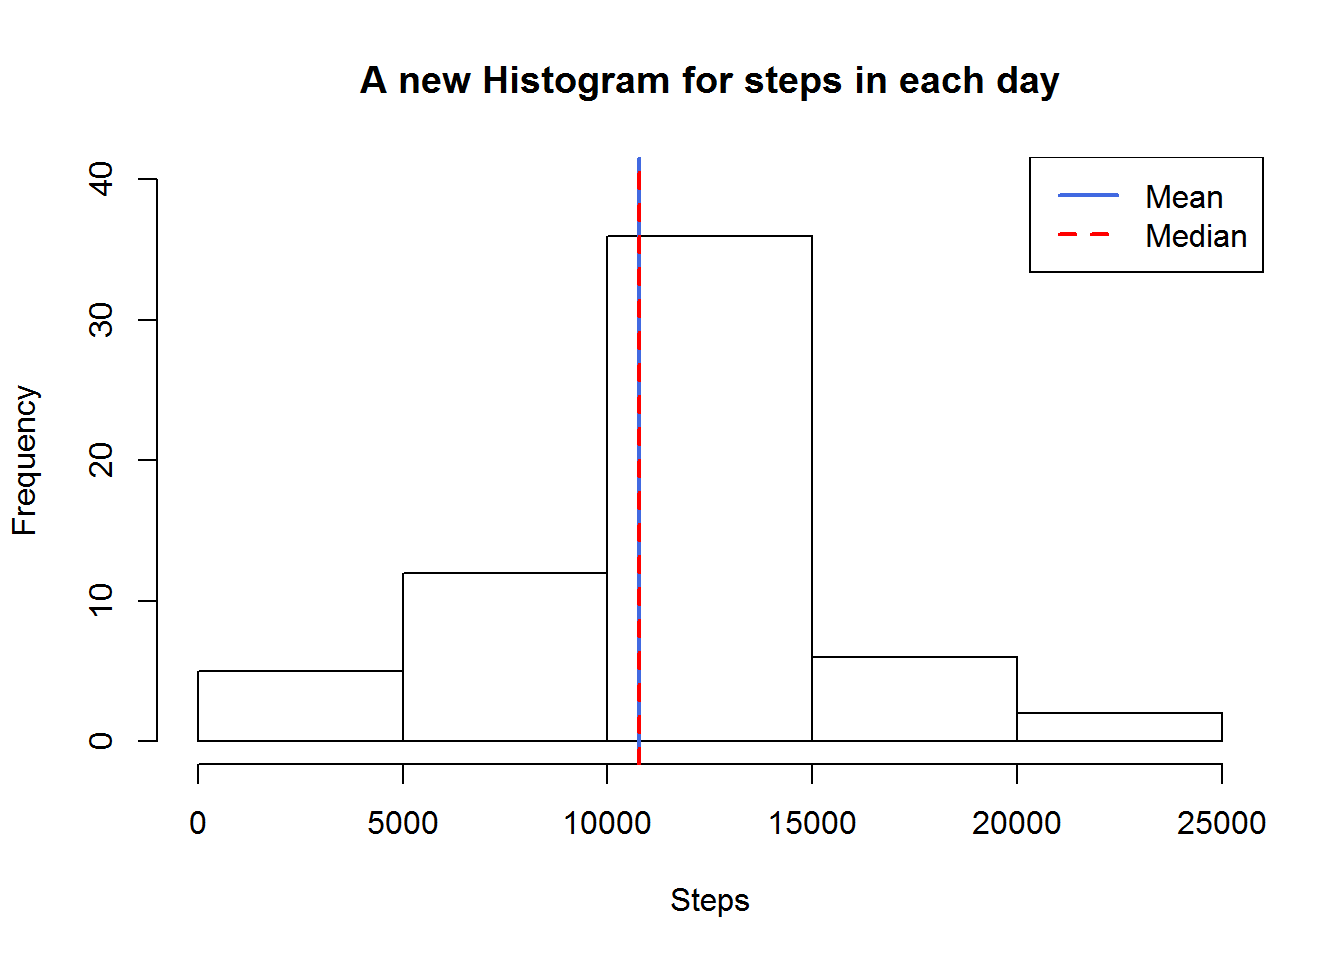 A new Histogram for steps in each day
Mean
Median
40
30
20
10
0
Frequency
0 5000 10000 15000 20000 25000
Steps